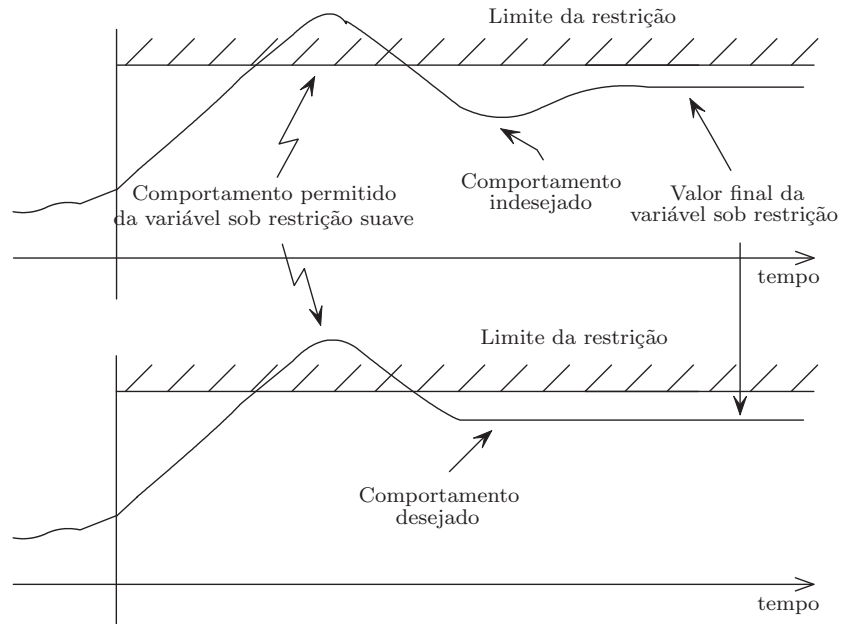 Limite da restrição
Comportamento permitido
da variável sob restrição suave
Comportamento
indesejado
Valor final da
variável sob restrição
tempo
Limite da restrição
Comportamento
desejado
tempo